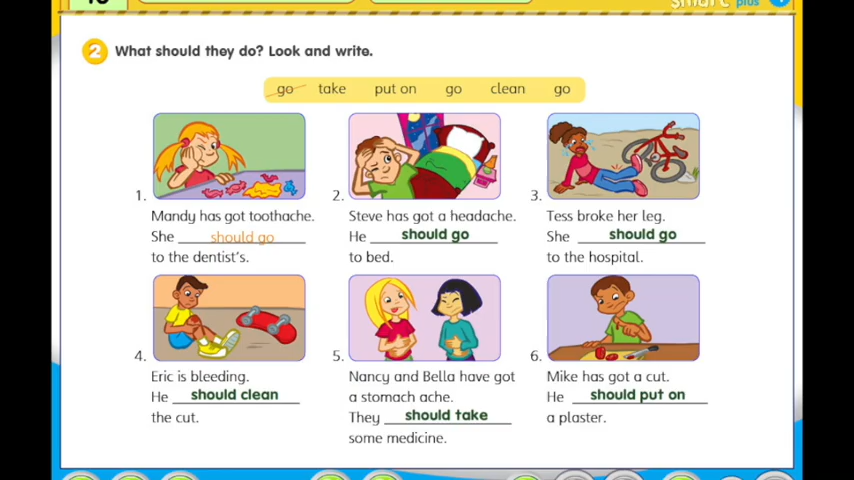 smart plus
2 What should they do? Look and write.
go take put on go clean go
1. Mandy has got toothache.
She should go
to the dentist's.
2. Steve has got a headache.
He should go
to bed.
3. Tess broke her leg.
She should go
to the hospital.
4. Eric is bleeding.
He should clean
the cut.
5. Nancy and Bella have got
a stomach ache.
They should take
some medicine.
6. Mike has got a cut.
He should put on
a plaster.